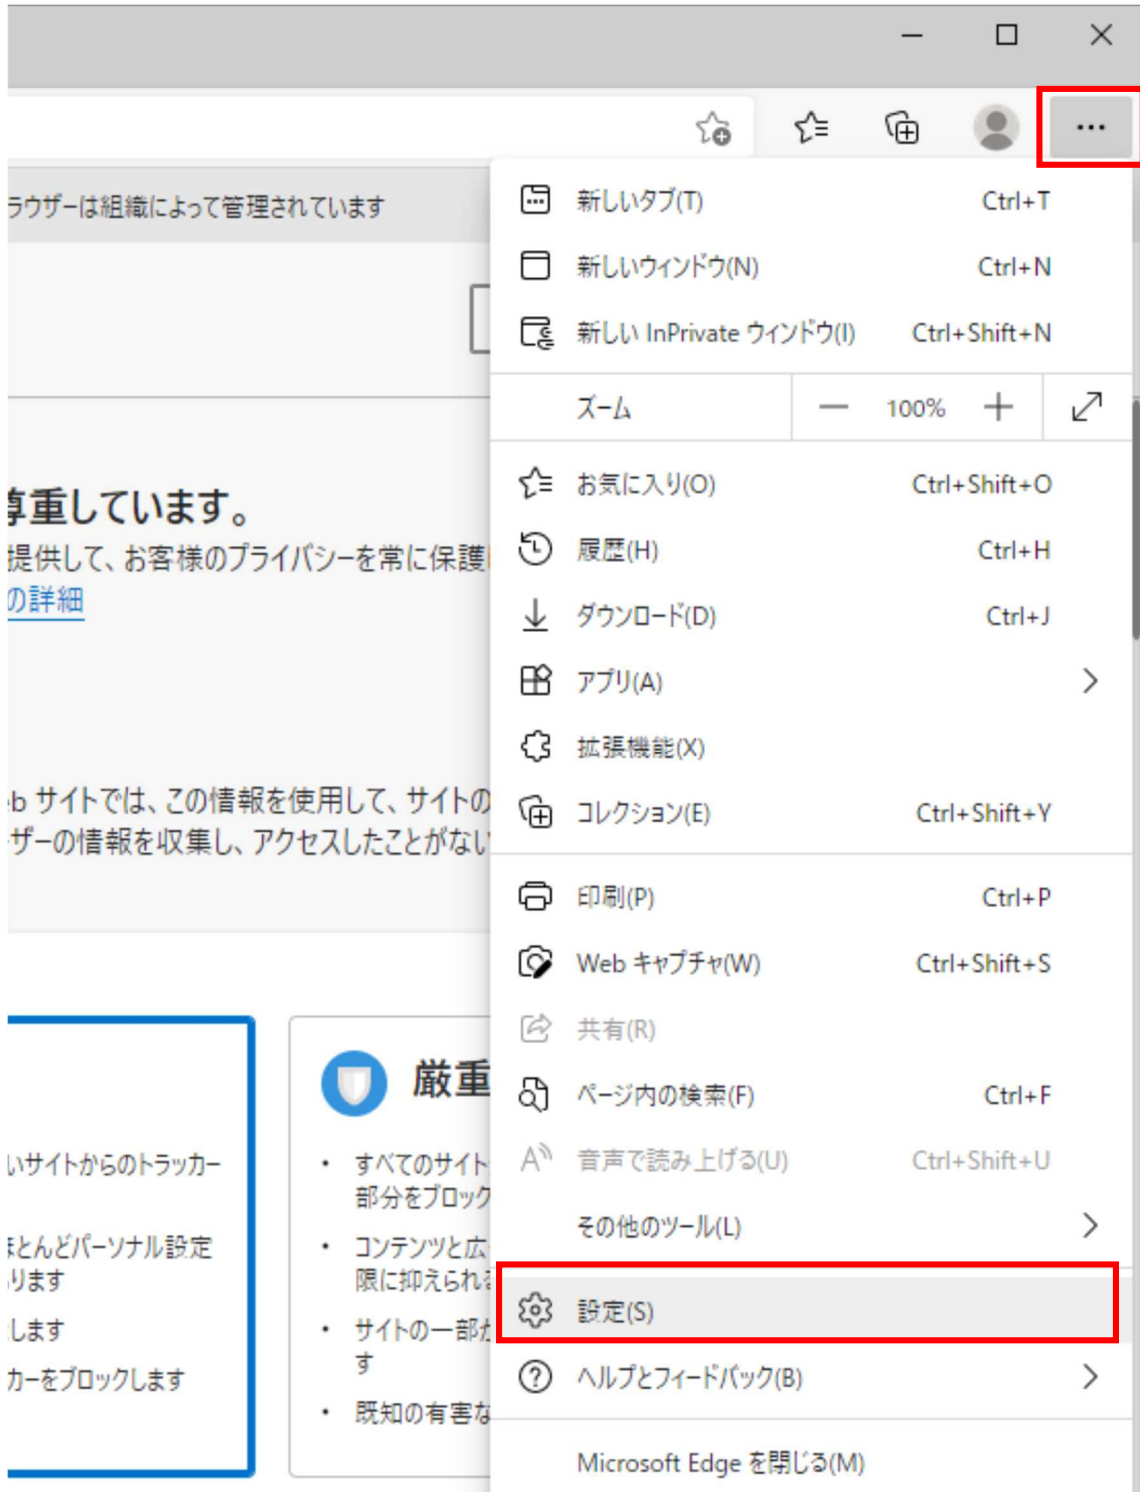 ラウザーは組織によって管理されています
尊重しています。
提供して、お客様のプライバシーを常に保護
の詳細
eb サイトでは、この情報を使用して、サイトの
ーザーの情報を収集し、アクセスしたことがない
いサイトからのトラッカー
ほとんどパーソナル設定
ります
します
カーをブロックします
厳重
• すべてのサイト
部分をブロック
• コンテンツと広
限に抑えられ
• サイトの一部が
す
• 既知の有害な
新しいタブ(T) Ctrl+T
新しいウィンドウ(N) Ctrl+N
新しい InPrivate ウィンドウ(I) Ctrl+Shift+N
ズーム — 100% +
お気に入り(O) Ctrl+Shift+O
履歴(H) Ctrl+H
ダウンロード(D) Ctrl+J
アプリ(A)
拡張機能(X)
コレクション(E) Ctrl+Shift+Y
印刷(P) Ctrl+P
Web キャプチャ(W) Ctrl+Shift+S
共有(R)
ページ内の検索(F) Ctrl+F
音声で読み上げる(U) Ctrl+Shift+U
その他のツール(L)
設定(S)
ヘルプとフィードバック(B)
Microsoft Edge を閉じる(M)